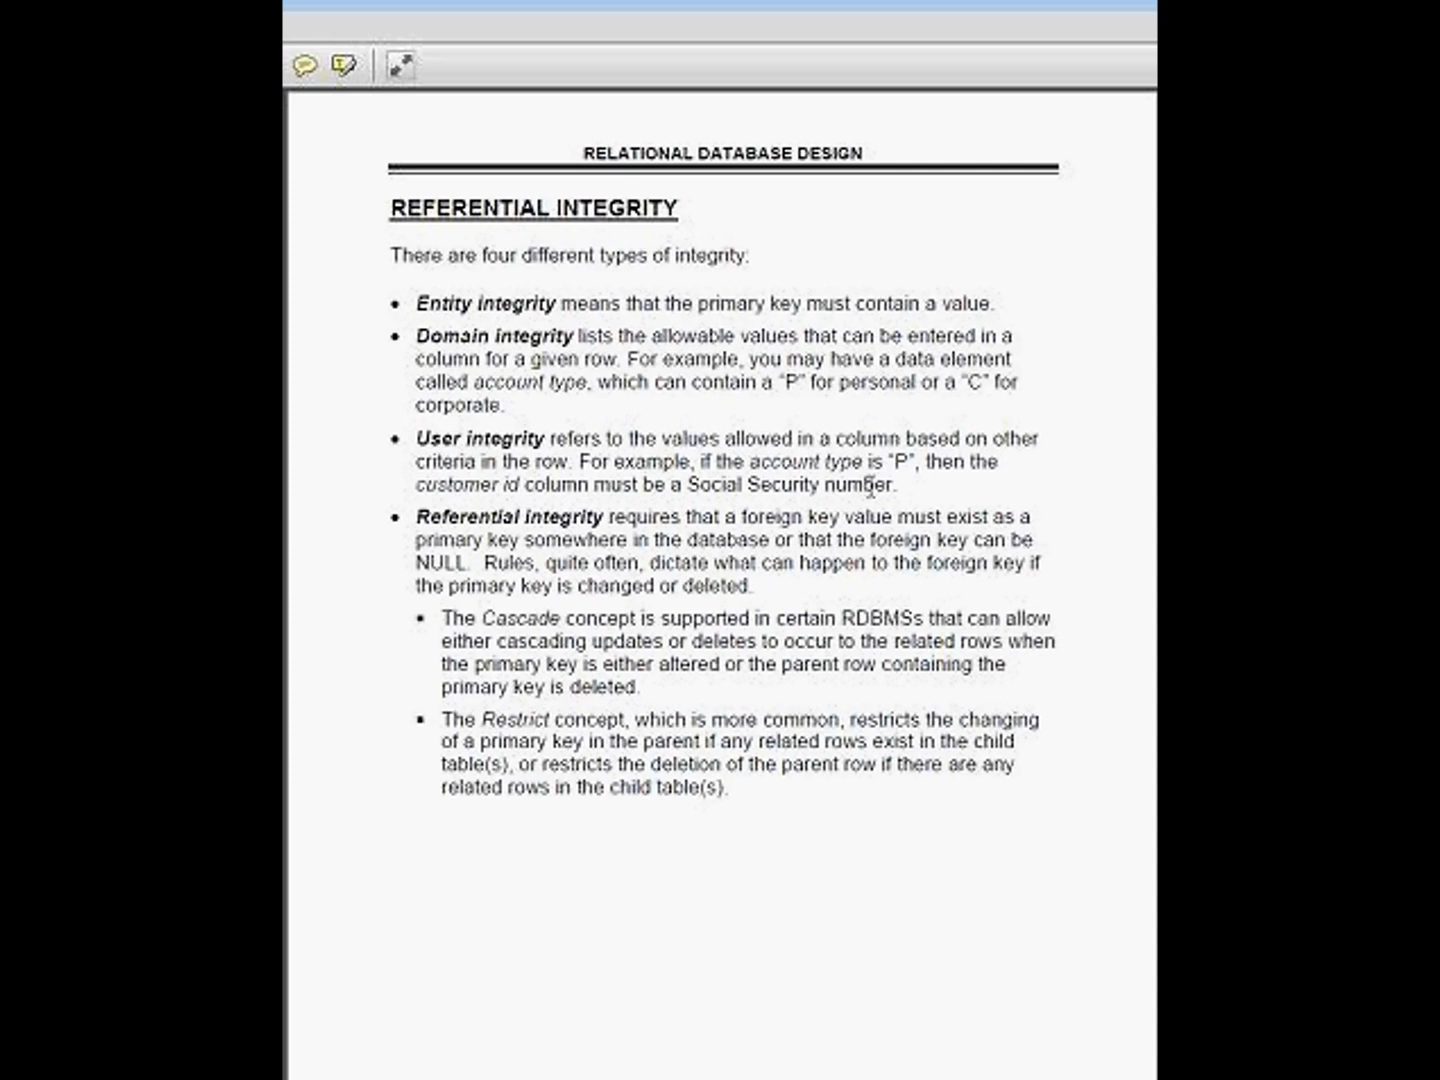 RELATIONAL DATABASE DESIGN
REFERENTIAL INTEGRITY
There are four different types of integrity:
• Entity integrity means that the primary key must contain a value.
• Domain integrity lists the allowable values that can be entered in a
column for a given row. For example, you may have a data element
called account type, which can contain a “P” for personal or a “C” for
corporate.
• User integrity refers to the values allowed in a column based on other
criteria in the row. For example, if the account type is “P”, then the
customer id column must be a Social Security number.
• Referential integrity requires that a foreign key value must exist as a
primary key somewhere in the database or that the foreign key can be
NULL. Rules, quite often, dictate what can happen to the foreign key if
the primary key is changed or deleted.
▪ The Cascade concept is supported in certain RDBMSs that can allow
either cascading updates or deletes to occur to the related rows when
the primary key is either altered or the parent row containing the
primary key is deleted.
▪ The Restrict concept, which is more common, restricts the changing
of a primary key in the parent if any related rows exist in the child
table(s), or restricts the deletion of the parent row if there are any
related rows in the child table(s).